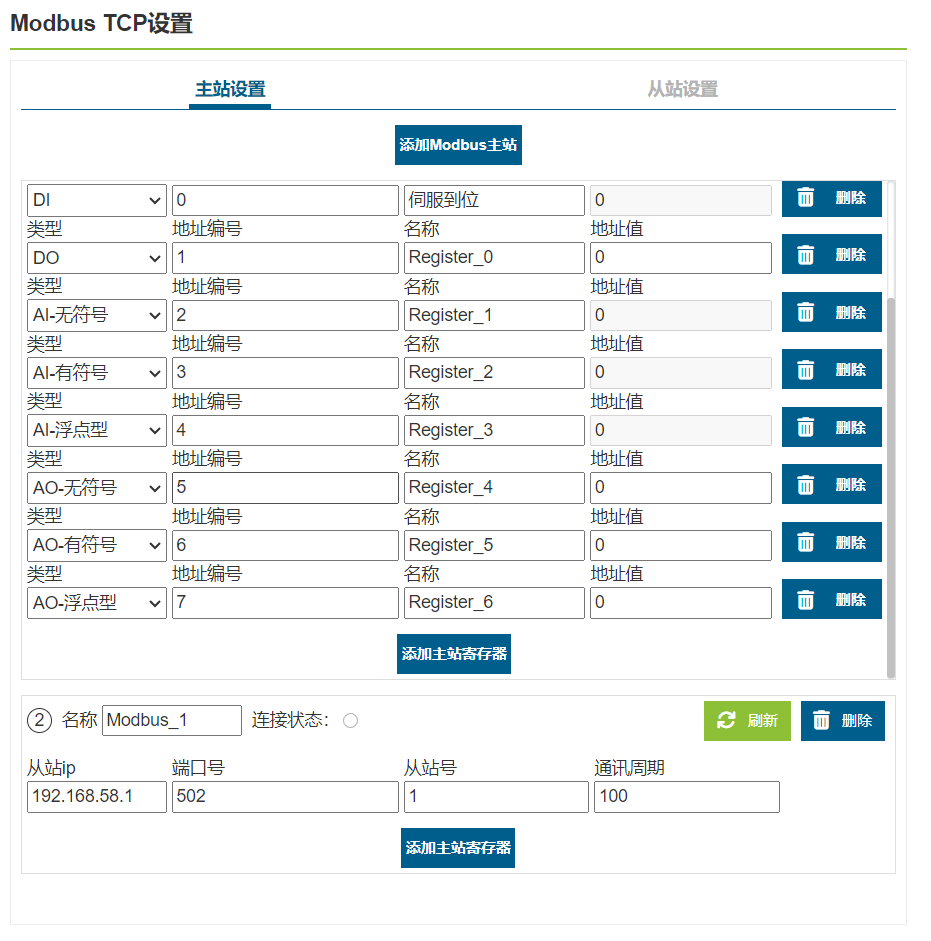 Modbus TCP设置
主站设置 从站设置
添加Modbus主站
DI 0 伺服到位 0 删除
类型 地址编号 名称 地址值
DO 1 Register_0 0 删除
类型 地址编号 名称 地址值
AI-无符号 2 Register_1 0 删除
类型 地址编号 名称 地址值
AI-有符号 3 Register_2 0 删除
类型 地址编号 名称 地址值
AI-浮点型 4 Register_3 0 删除
类型 地址编号 名称 地址值
AO-无符号 5 Register_4 0 删除
类型 地址编号 名称 地址值
AO-有符号 6 Register_5 0 删除
类型 地址编号 名称 地址值
AO-浮点型 7 Register_6 0 删除
添加主站寄存器
② 名称 Modbus_1 连接状态： 刷新 删除
从站ip 端口号 从站号 通讯周期
192.168.58.1 502 1 100
添加主站寄存器